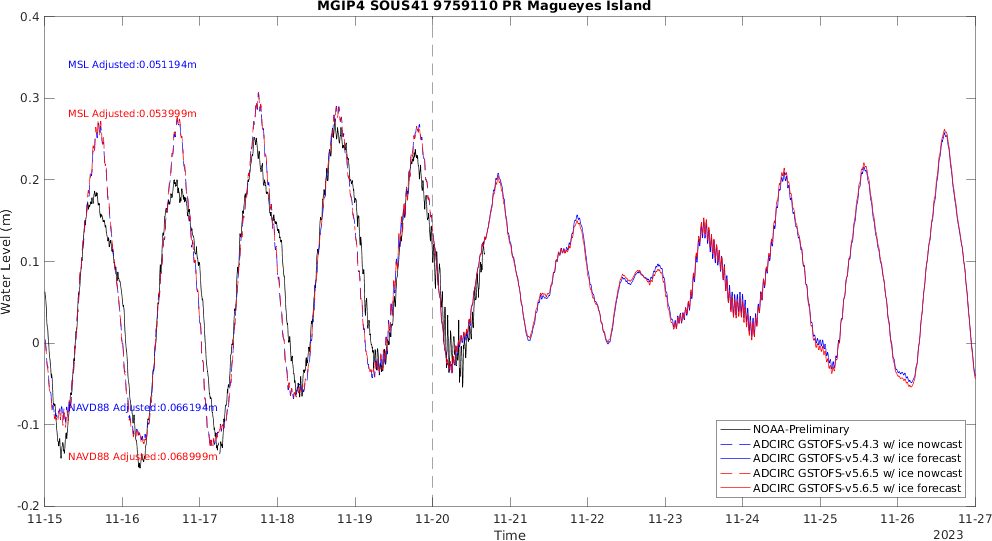 MGIP4 SOUS41 9759110 PR Magueyes Island
0.4
0.3
0.2
0.1
0
-0.1
-0.2
Water Level (m)
MSL Adjusted:0.051194m
MSL Adjusted:0.053999m
NAVD88 Adjusted:0.066194m
NAVD88 Adjusted:0.068999m
NOAA-Preliminary
ADCIRC GSTOFS-v5.4.3 w/ ice nowcast
ADCIRC GSTOFS-v5.4.3 w/ ice forecast
ADCIRC GSTOFS-v5.6.5 w/ ice nowcast
ADCIRC GSTOFS-v5.6.5 w/ ice forecast
11-15 11-16 11-17 11-18 11-19 11-20 11-21 11-22 11-23 11-24 11-25 11-26 11-27
Time
2023